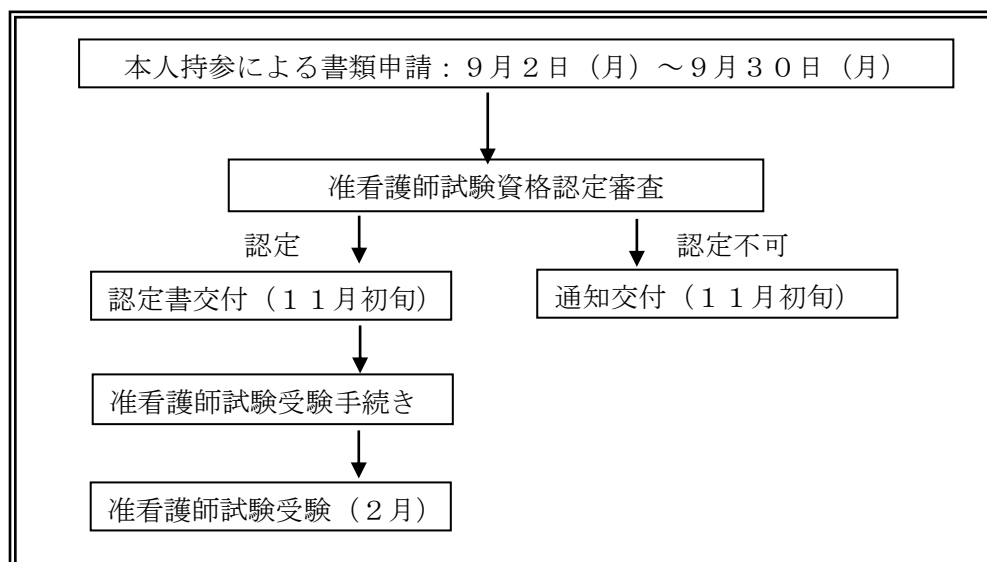 本人持参による書類申請：９月２日（月）～９月３０日（月）
准看護師試験資格認定審査
認定
認定不可
認定書交付（１１月初旬）
通知交付（１１月初旬）
准看護師試験受験手続き
准看護師試験受験（２月）